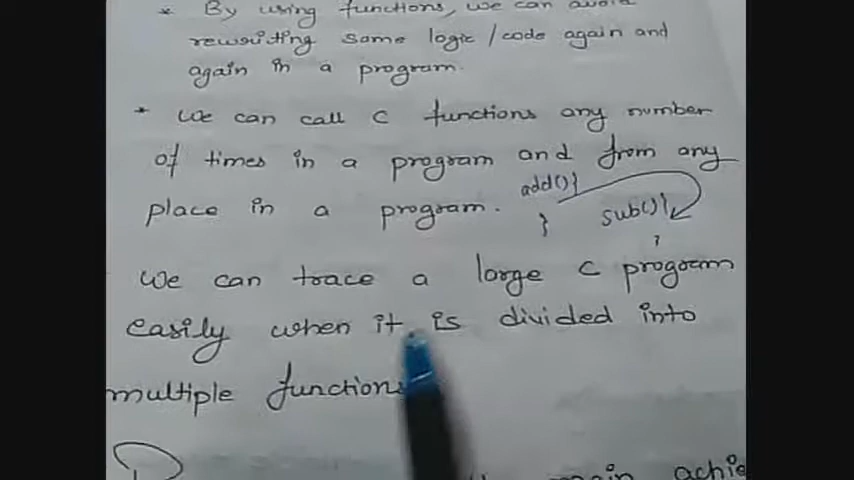 * By using functions, we can avoid
rewriting same logic/code again and
again in a program.
* We can call C functions any number
of times in a program and from any
place in a program.
add(){
}
sub(){
}
We can trace a large C program
easily when it is divided into
multiple functions
main achie